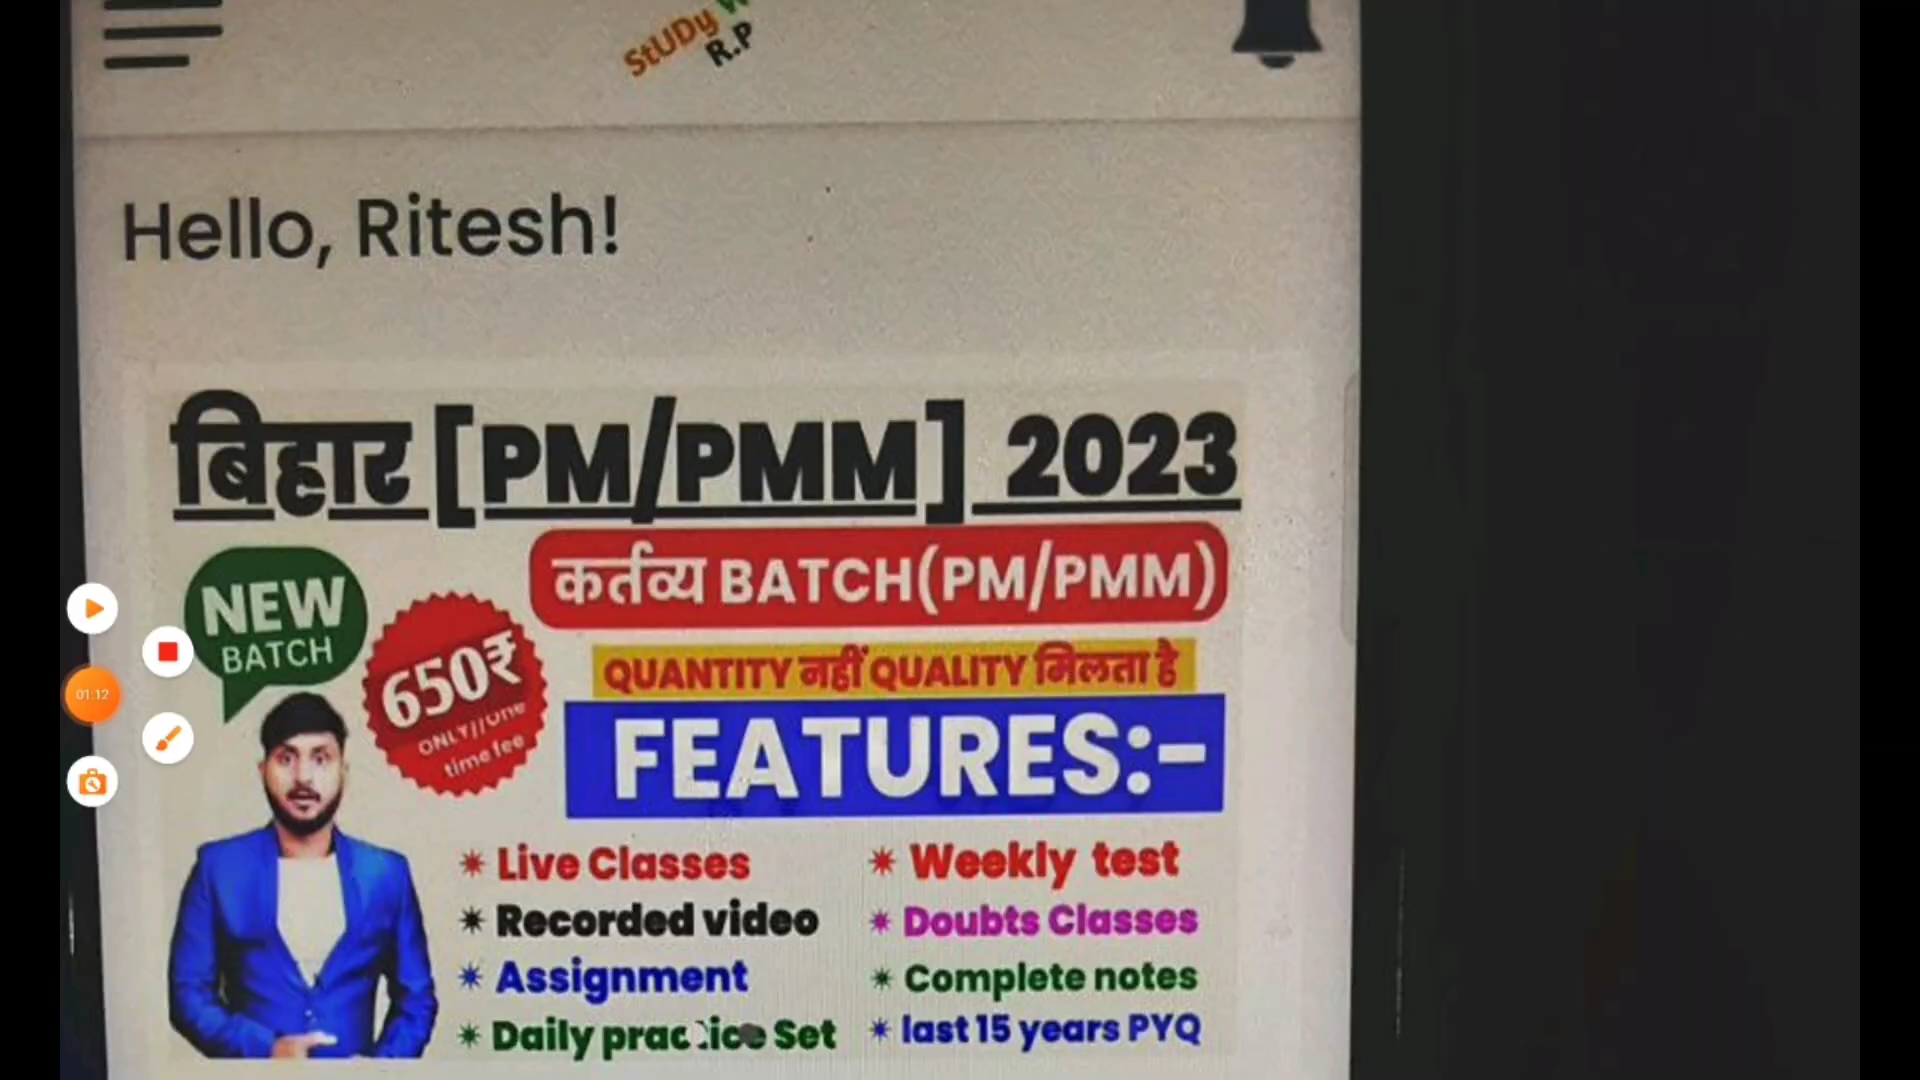 StUDy
R.P
Hello, Ritesh!
बिहार [PM/PMM] 2023
कर्तव्य BATCH(PM/PMM)
NEW
BATCH
650₹
ONLY//One
time fee
QUANTITY नहीं QUALITY मिलता है
FEATURES:-
✴ Live Classes
✴ Weekly test
✴ Recorded video
✴ Doubts Classes
✴ Assignment
✴ Complete notes
✴ Daily practice Set
✴ last 15 years PYQ
01:12